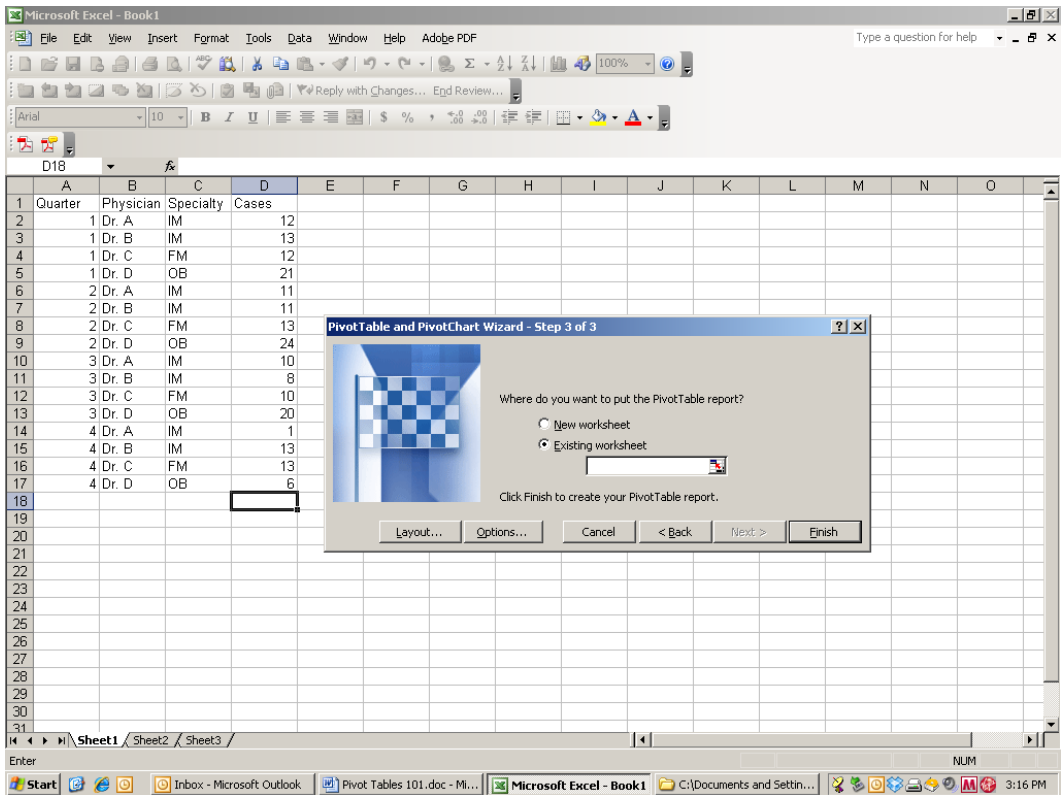 Microsoft Excel - Book1
File Edit View Insert Format Tools Data Window Help Adobe PDF Type a question for help
100%
Reply with Changes... End Review...
Arial 10 B I U $ % ,
D18 fx
A B C D E F G H I J K L M N O
1 Quarter Physician Specialty Cases
2 1 Dr. A IM 12
3 1 Dr. B IM 13
4 1 Dr. C FM 12
5 1 Dr. D OB 21
6 2 Dr. A IM 11
7 2 Dr. B IM 11
8 2 Dr. C FM 13
9 2 Dr. D OB 24
10 3 Dr. A IM 10
11 3 Dr. B IM 8
12 3 Dr. C FM 10
13 3 Dr. D OB 20
14 4 Dr. A IM 1
15 4 Dr. B IM 13
16 4 Dr. C FM 13
17 4 Dr. D OB 6
18
19
20
21
22
23
24
25
26
27
28
29
30
31
PivotTable and PivotChart Wizard - Step 3 of 3
Where do you want to put the PivotTable report?
New worksheet
Existing worksheet
Click Finish to create your PivotTable report.
Layout... Options... Cancel < Back Next > Finish
Sheet1 Sheet2 Sheet3
Enter NUM
Start Inbox - Microsoft Outlook Pivot Tables 101.doc - Mi... Microsoft Excel - Book1 C:\Documents and Settin... 3:16 PM